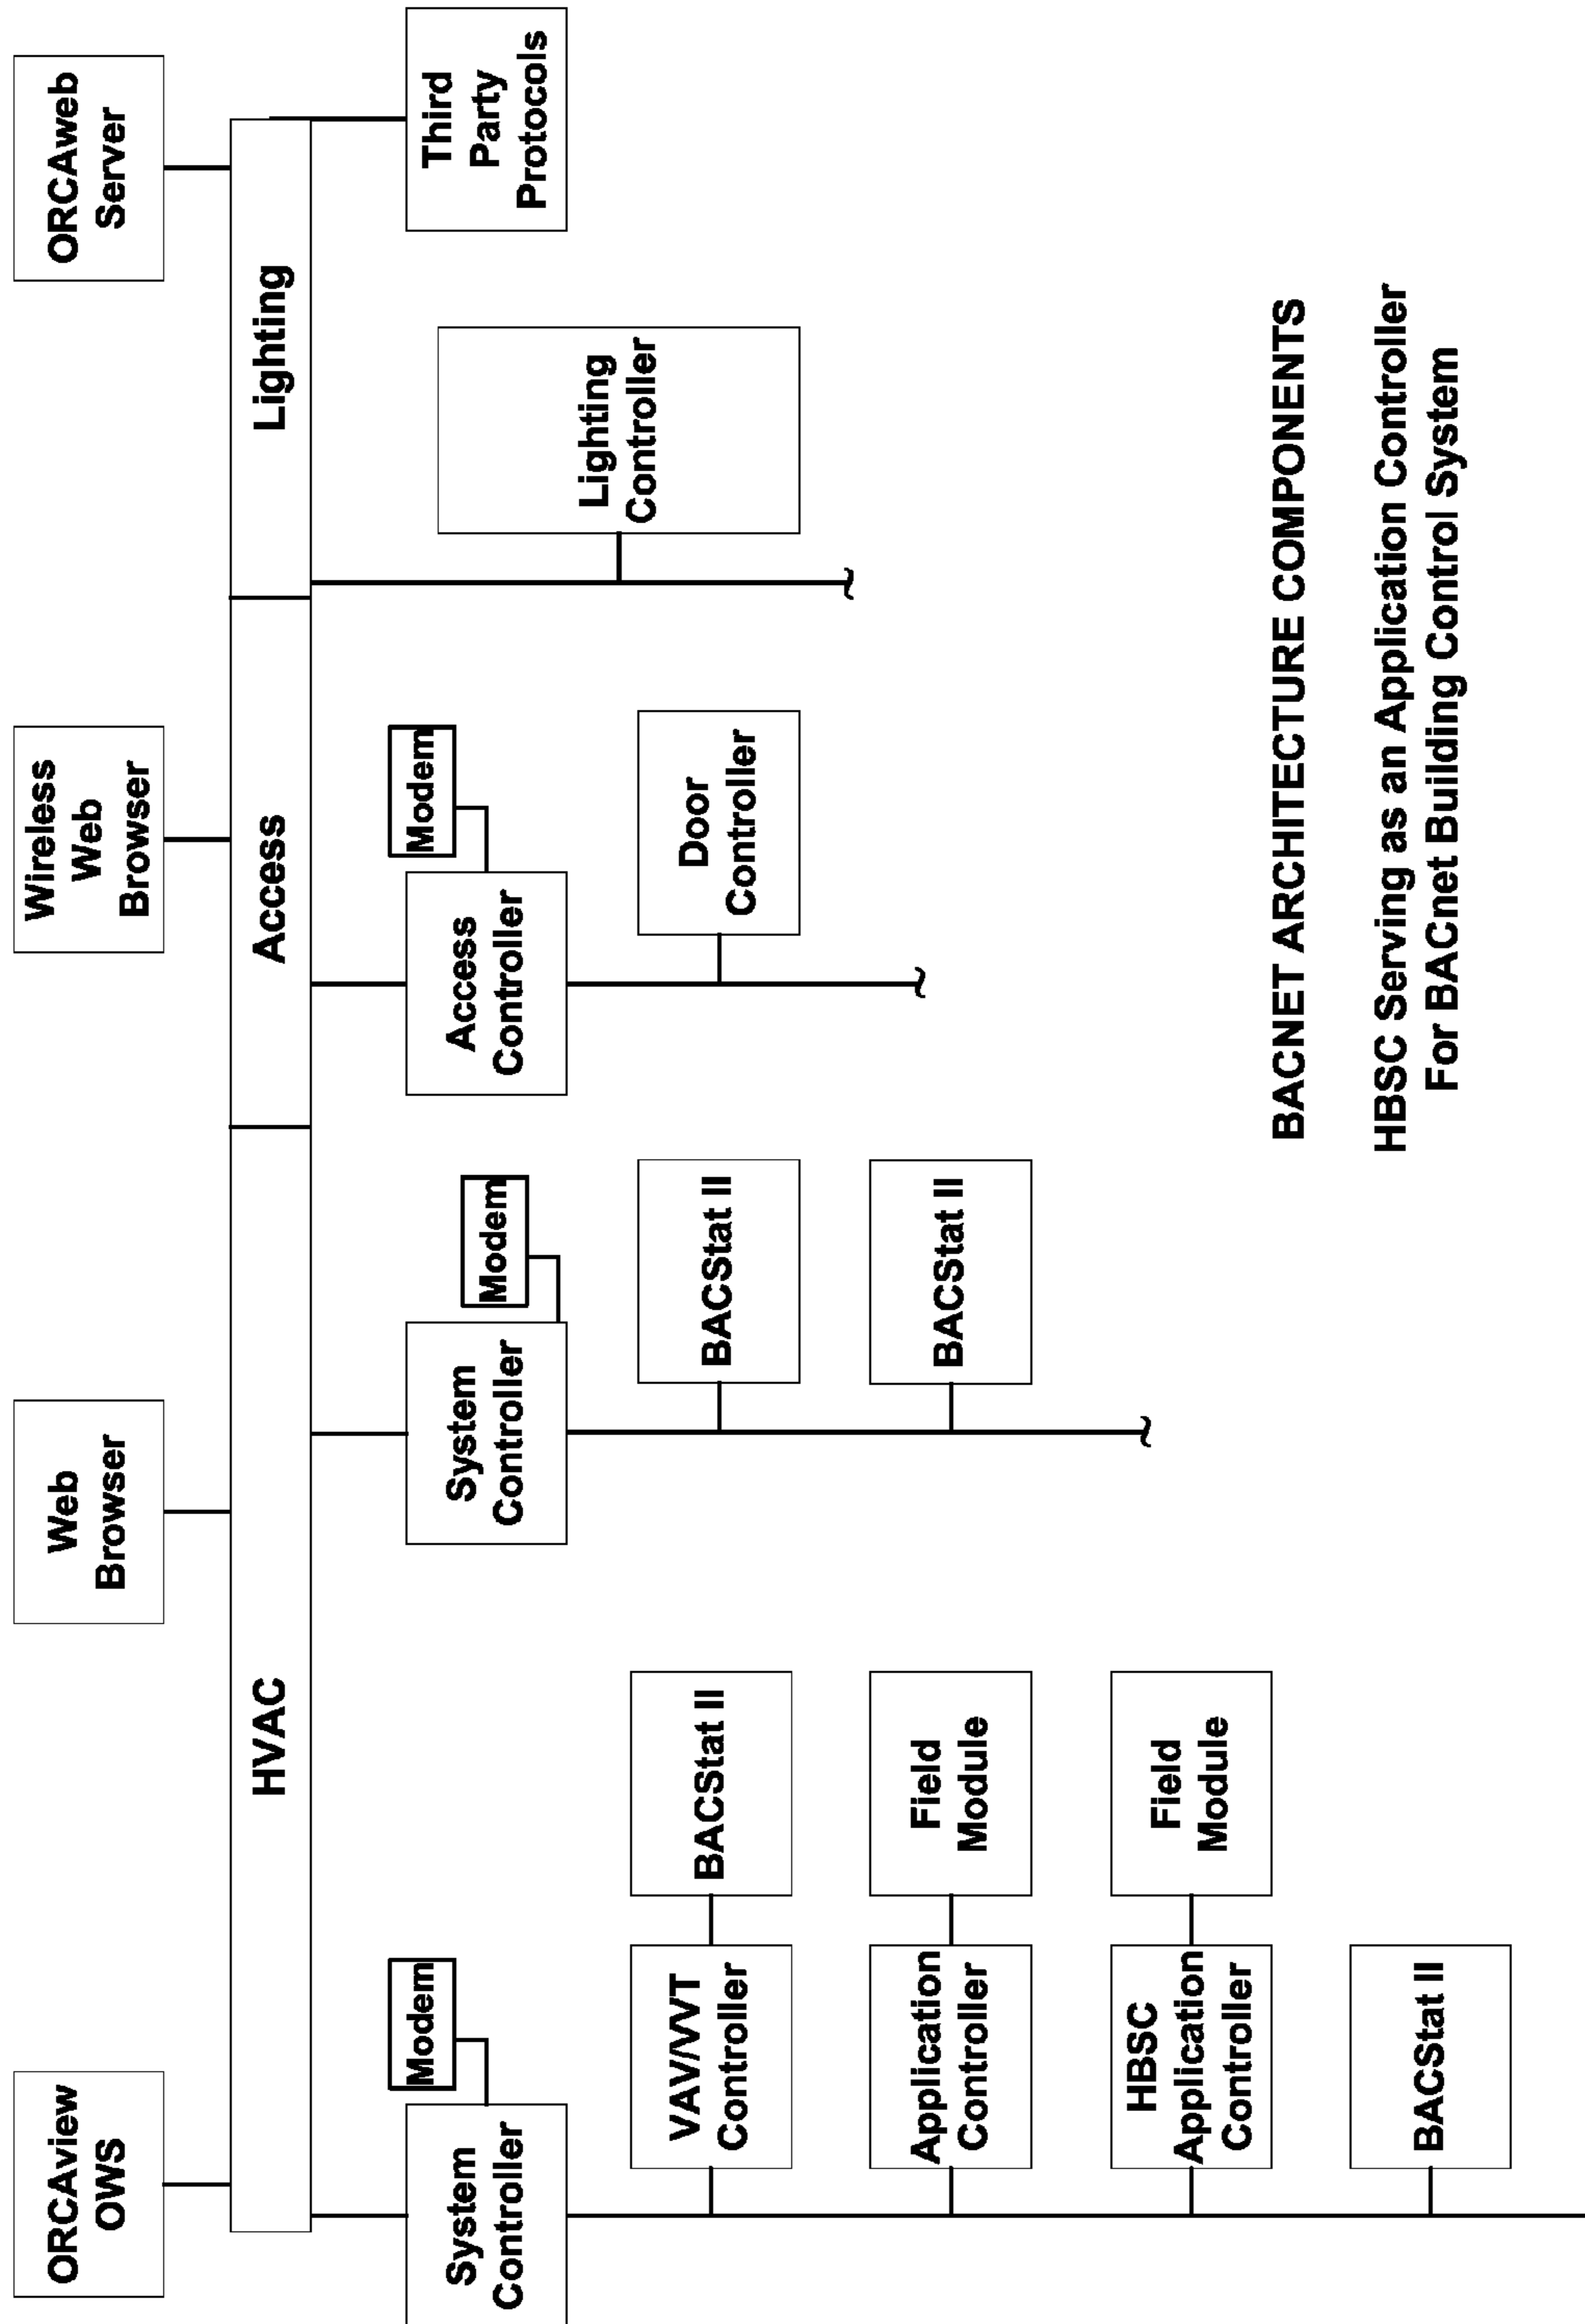 ORCAview
OWS
Web
Browser
Wireless
Web
Browser
ORCAweb
Server
HVAC
Access
Lighting
System
Controller
Modem
System
Controller
Modem
Access
Controller
Modem
Third
Party
Protocols
VAV/VVT
Controller
BACStat II
BACStat II
Door
Controller
Lighting
Controller
Application
Controller
Field
Module
BACStat II
HBSC
Application
Controller
Field
Module
BACStat II
BACNET ARCHITECTURE COMPONENTS
HBSC Serving as an Application Controller
For BACnet Building Control System